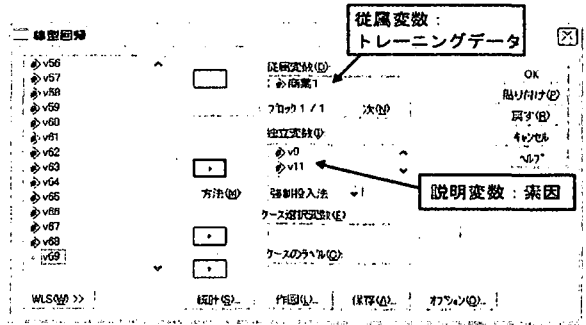 従属変数：
トレーニングデータ
線型回帰
v56
v57
v58
v59
v60
v61
v62
v63
v64
v65
v66
v67
v68
v69
従属変数(D):
商業1
ブロック 1 / 1
次(N)
独立変数(I):
v0
v11
方法(M)
強制投入法
ケース選択変数(E)
ケースのラベル(C):
OK
貼り付け(P)
戻す(R)
キャンセル
ヘルプ
説明変数：素因
WLS(W) >>
統計(S)...
作図(L)...
保存(A)...
オプション(O)...